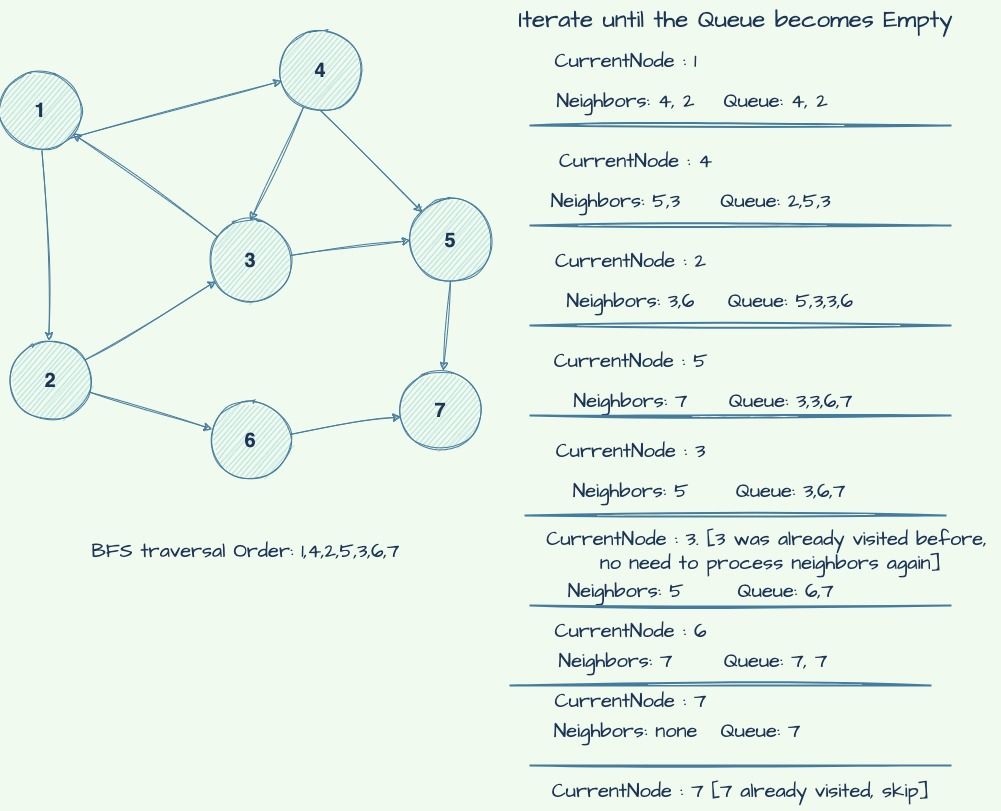 Iterate until the Queue becomes Empty
4
1
3
5
2
6
7
BFS traversal Order: 1,4,2,5,3,6,7
CurrentNode : 1
Neighbors: 4, 2 Queue: 4, 2
CurrentNode : 4
Neighbors: 5,3 Queue: 2,5,3
CurrentNode : 2
Neighbors: 3,6 Queue: 5,3,3,6
CurrentNode : 5
Neighbors: 7 Queue: 3,3,6,7
CurrentNode : 3
Neighbors: 5 Queue: 3,6,7
CurrentNode : 3. [3 was already visited before,
no need to process neighbors again]
Neighbors: 5 Queue: 6,7
CurrentNode : 6
Neighbors: 7 Queue: 7, 7
CurrentNode : 7
Neighbors: none Queue: 7
CurrentNode : 7 [7 already visited, skip]